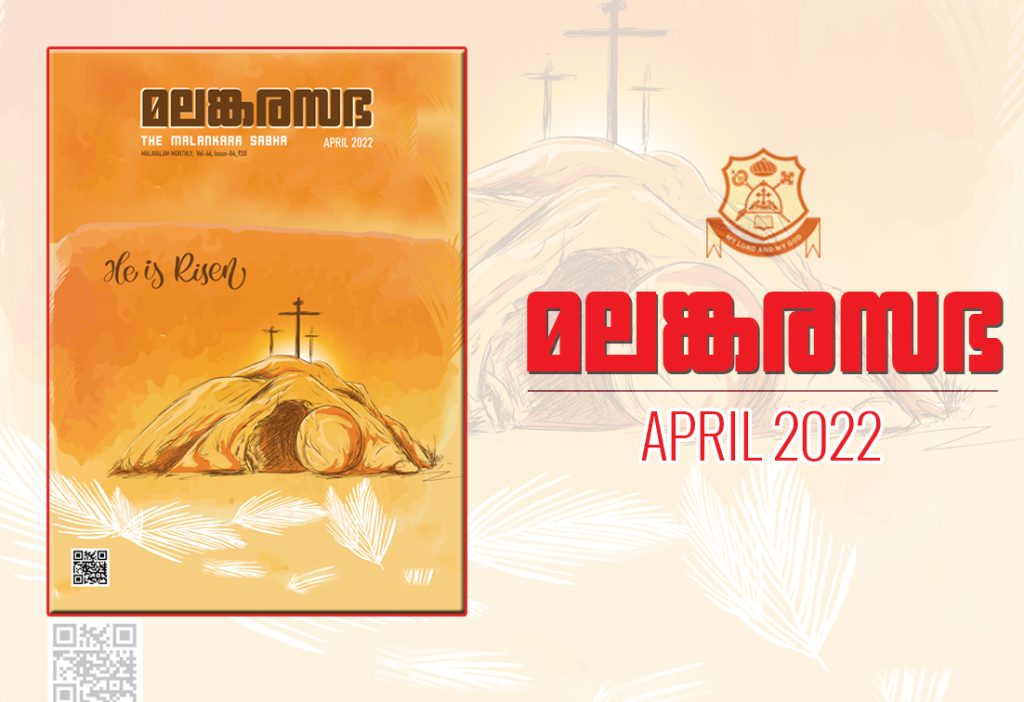 മലങ്കരസഭ
THE MALANKARA SABHA
APRIL 2022
MALAYALAM MONTHLY, Vol-66, Issue-04, ₹20
He is Risen
MY LORD AND MY GOD
മലങ്കരസഭ
APRIL 2022